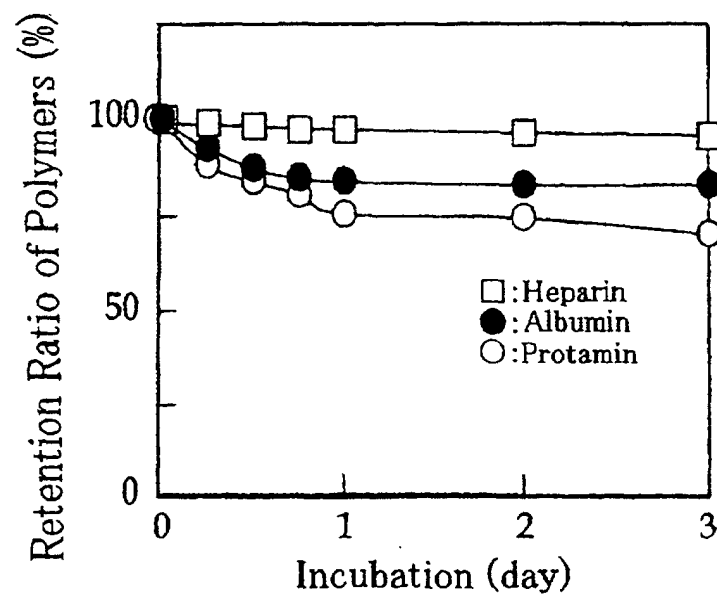 Retention Ratio of Polymers (%)
100
50
0
□:Heparin
●:Albumin
○:Protamin
0 1 2 3
Incubation (day)